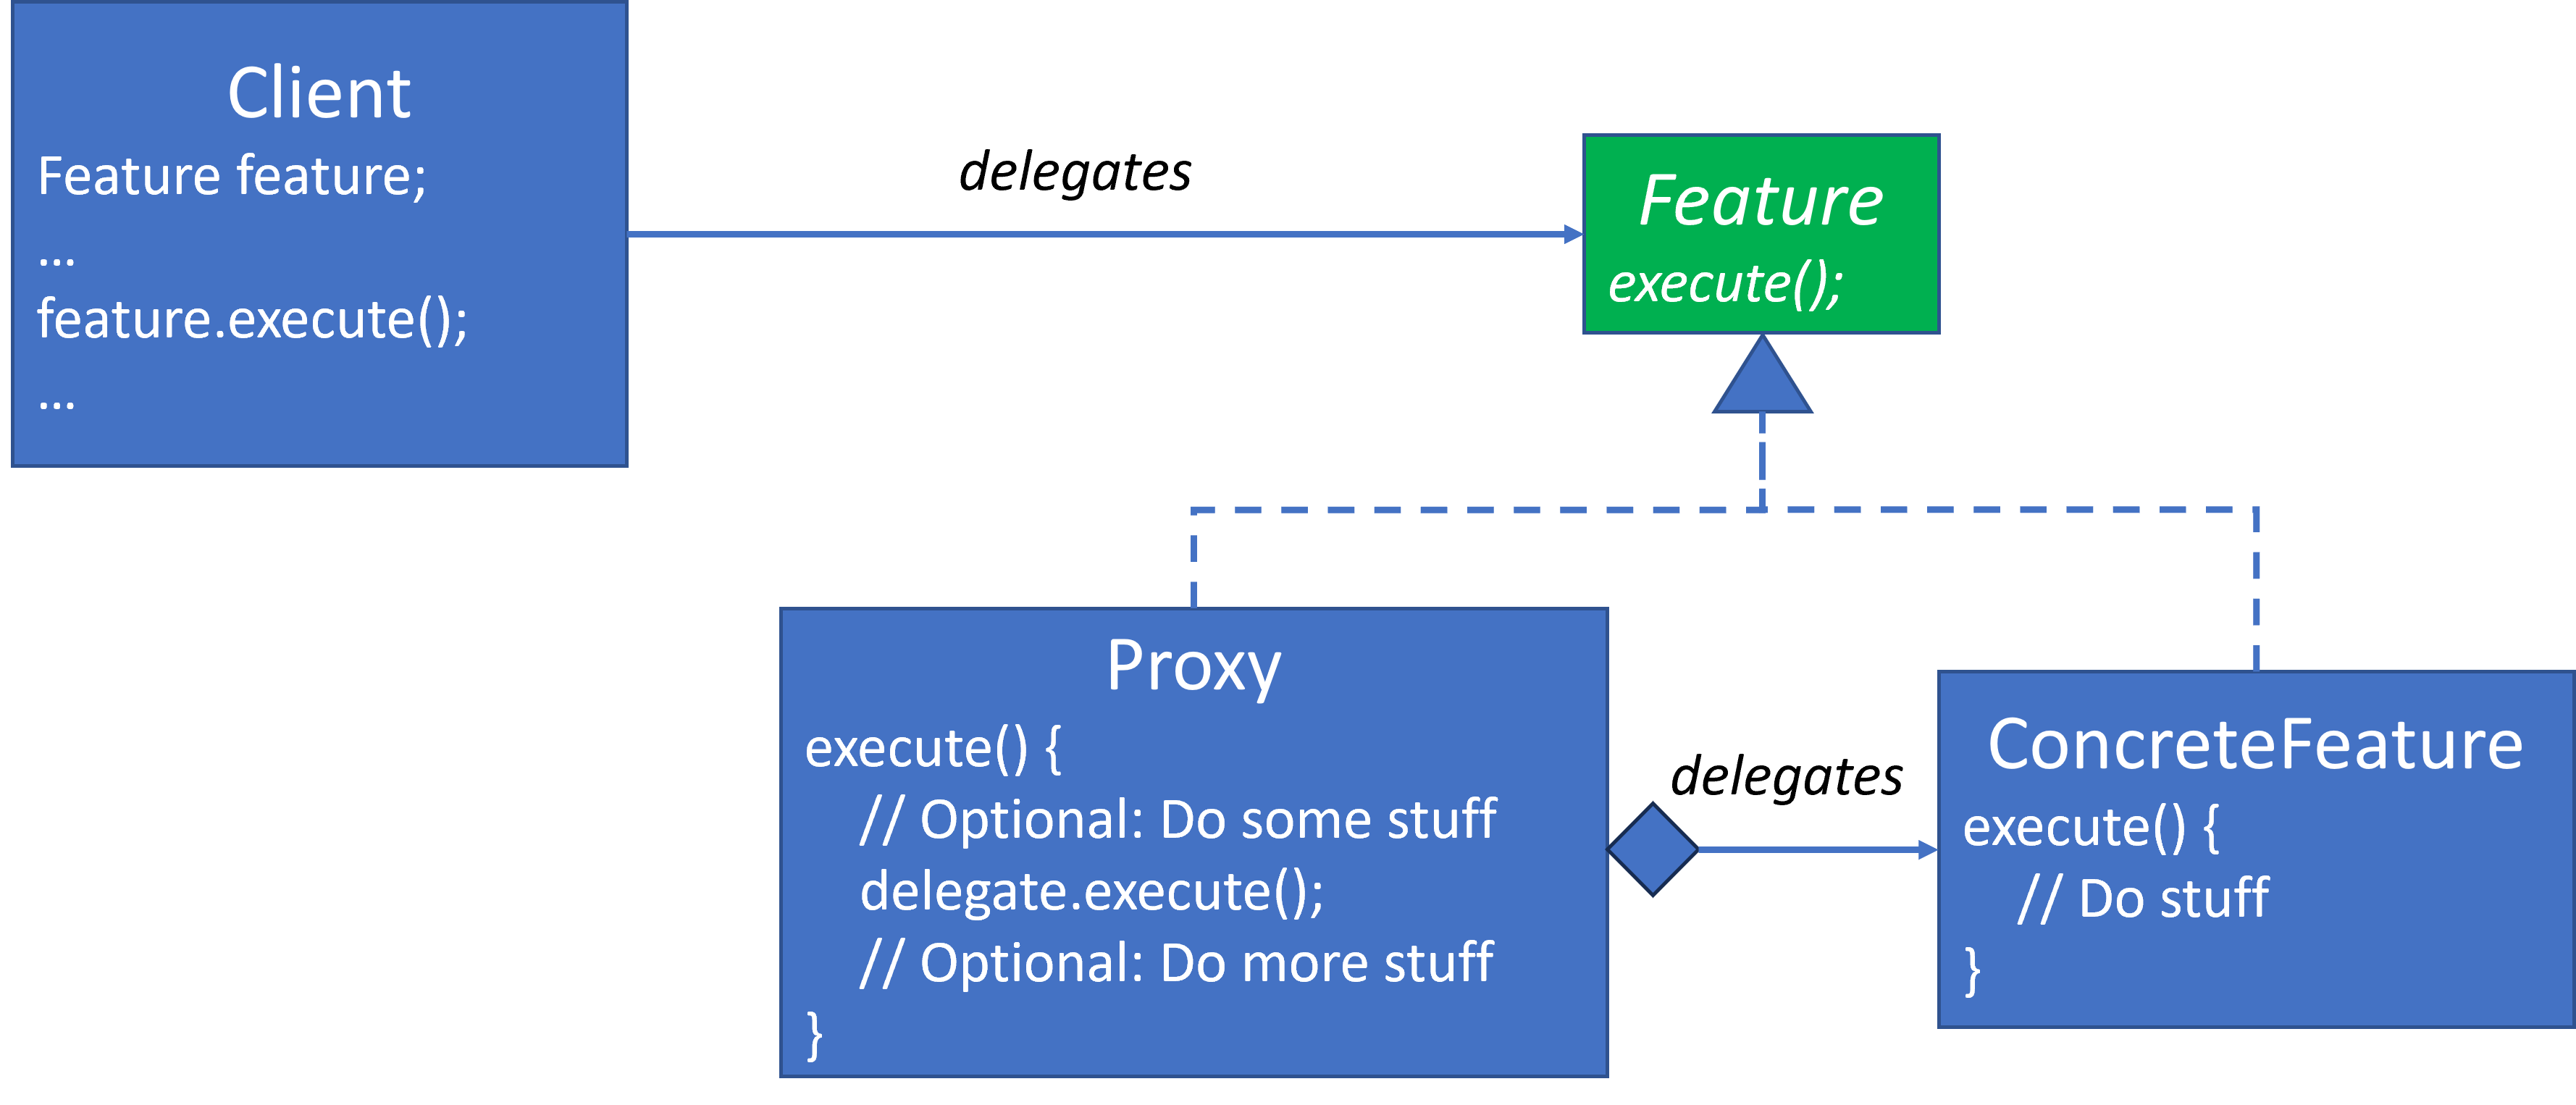 Client
Feature feature;
...
feature.execute();
...
delegates
Feature
execute();
Proxy
execute() {
// Optional: Do some stuff
delegate.execute();
// Optional: Do more stuff
}
delegates
ConcreteFeature
execute() {
// Do stuff
}